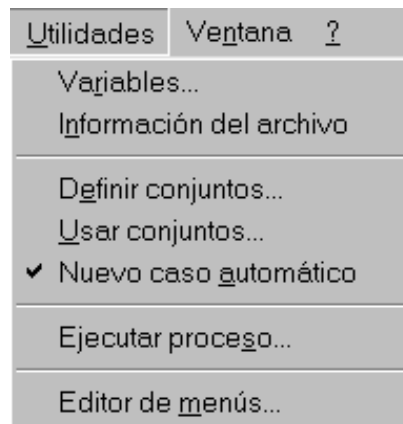 Utilidades Ventana ?
Variables...
Información del archivo
Definir conjuntos...
Usar conjuntos...
Nuevo caso automático
Ejecutar proceso...
Editor de menús...